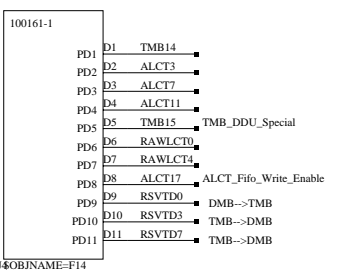 100161-1
PD1 D1 TMB14
PD2 D2 ALCT3
PD3 D3 ALCT7
PD4 D4 ALCT11
PD5 D5 TMB15 TMB_DDU_Special
PD6 D6 RAWLCT0
PD7 D7 RAWLCT4
PD8 D8 ALCT17 ALCT_Fifo_Write_Enable
PD9 D9 RSVTD0 DMB-->TMB
PD10 D10 RSVTD3 TMB-->DMB
PD11 D11 RSVTD7 TMB-->DMB
$OBJNAME=F14